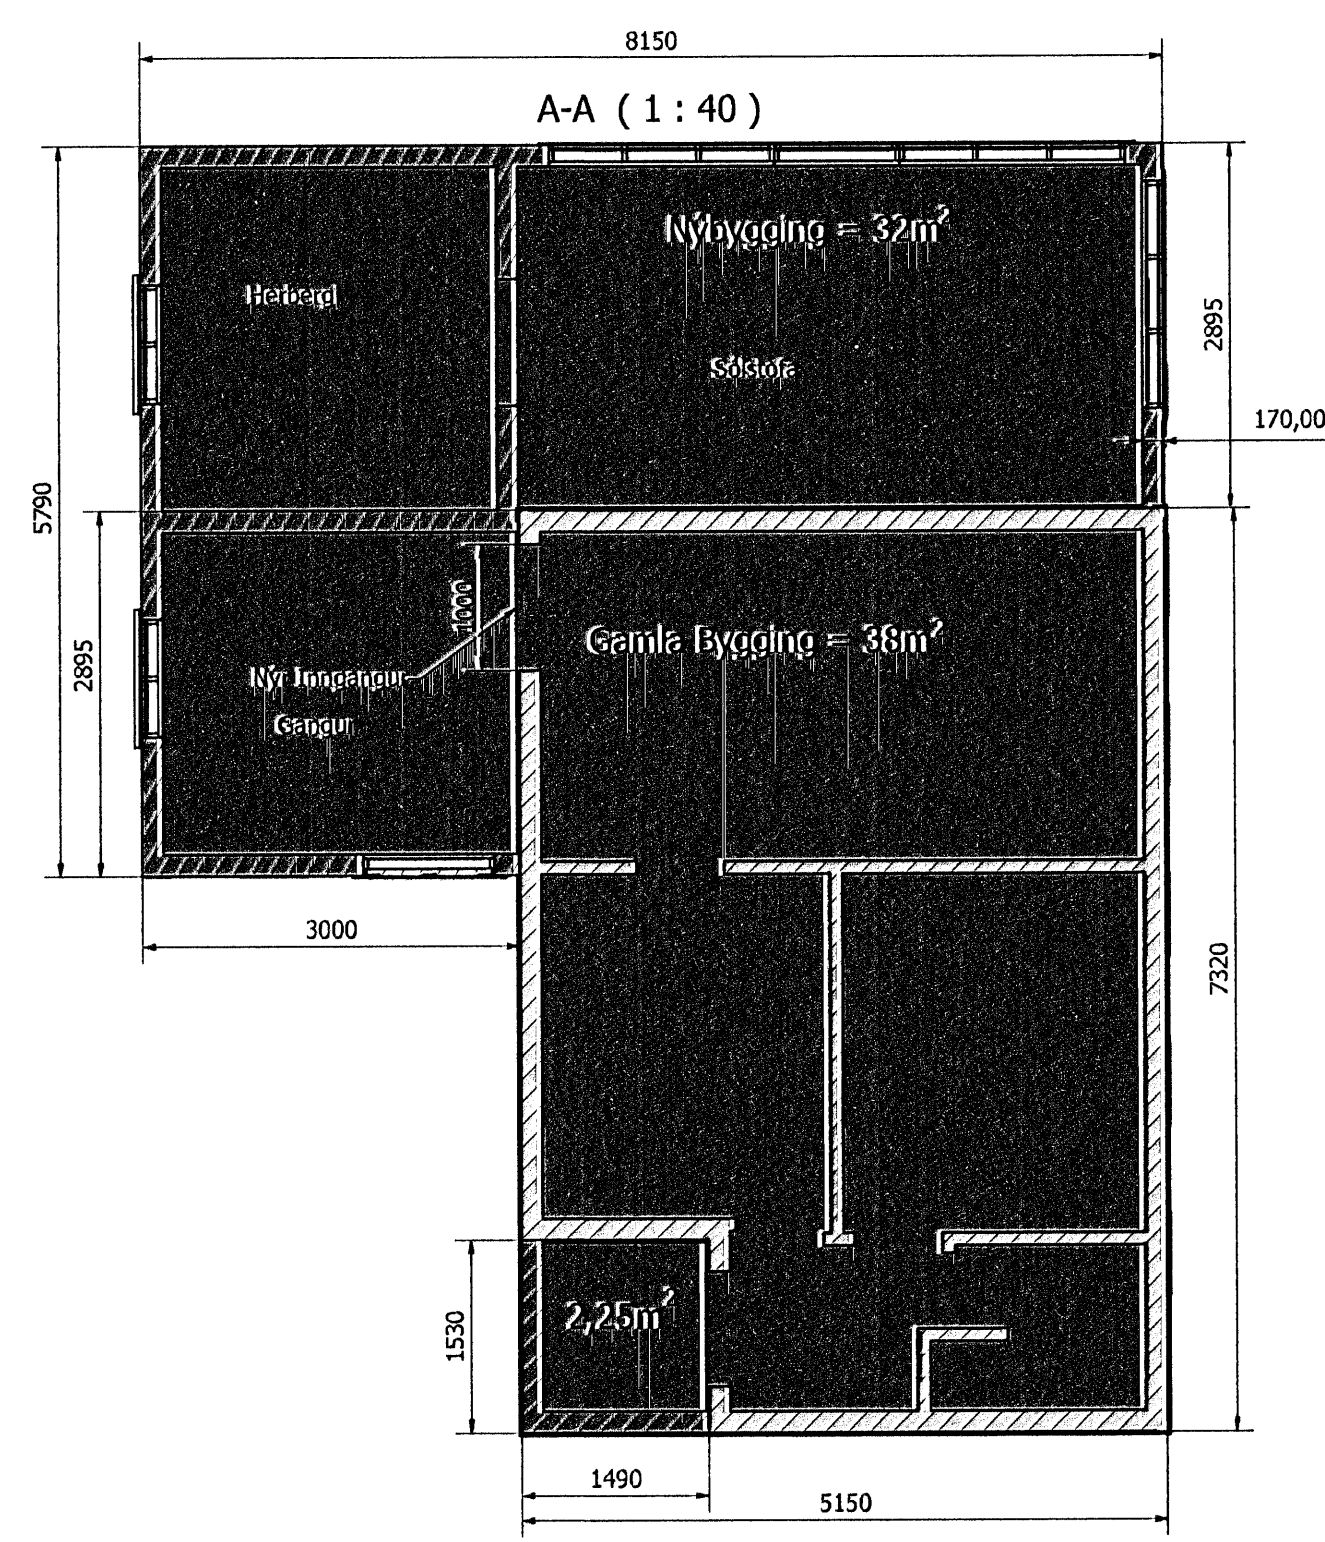 8150
A-A ( 1 : 40 )
Nýbygging = 32m²
Herbergi
2895
Sólstofa
170,00
5790
1000
Gamla Bygging = 38m²
2895
Nýr Inngangur
Gangur
3000
7320
2,25m²
1530
1490
5150